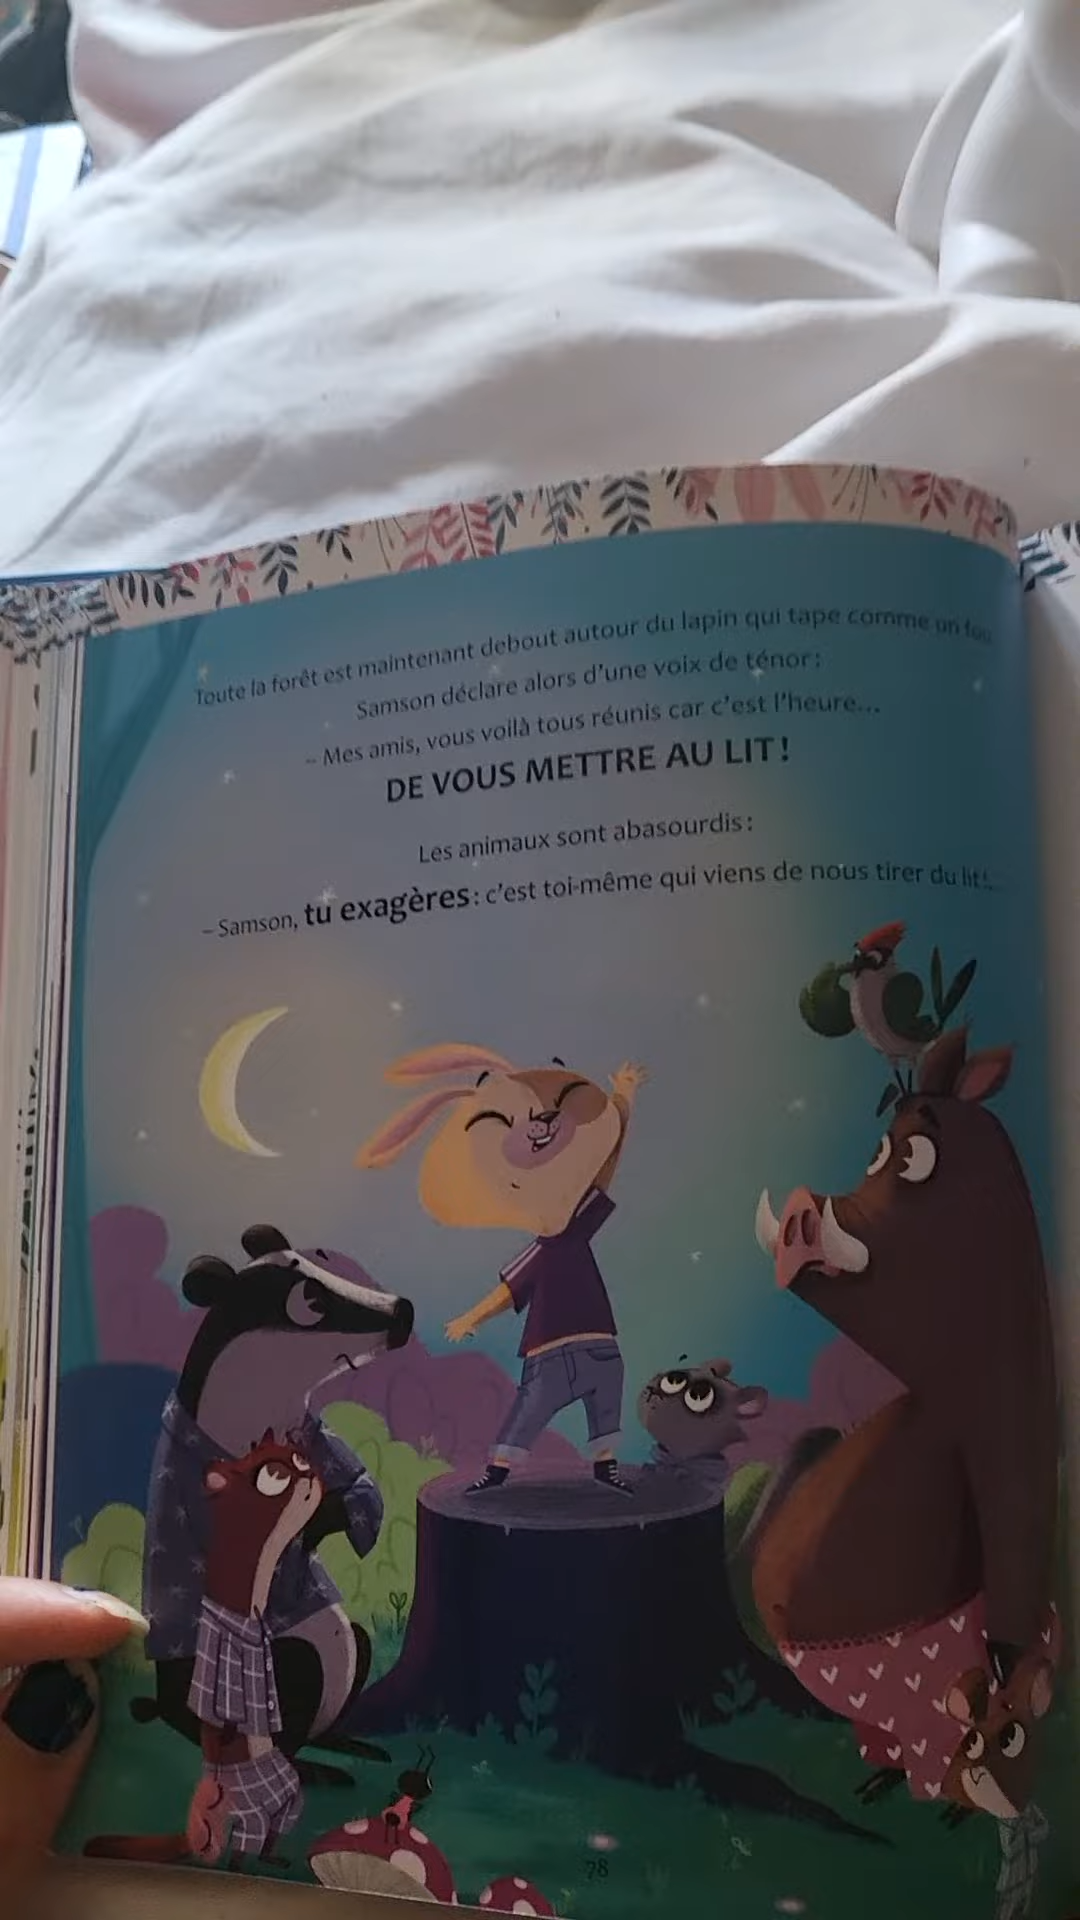 Toute la forêt est maintenant debout autour du lapin qui tape comme un fou.
Samson déclare alors d'une voix de ténor :
– Mes amis, vous voilà tous réunis car c'est l'heure...
DE VOUS METTRE AU LIT !
Les animaux sont abasourdis :
– Samson, tu exagères : c'est toi-même qui viens de nous tirer du lit !
78